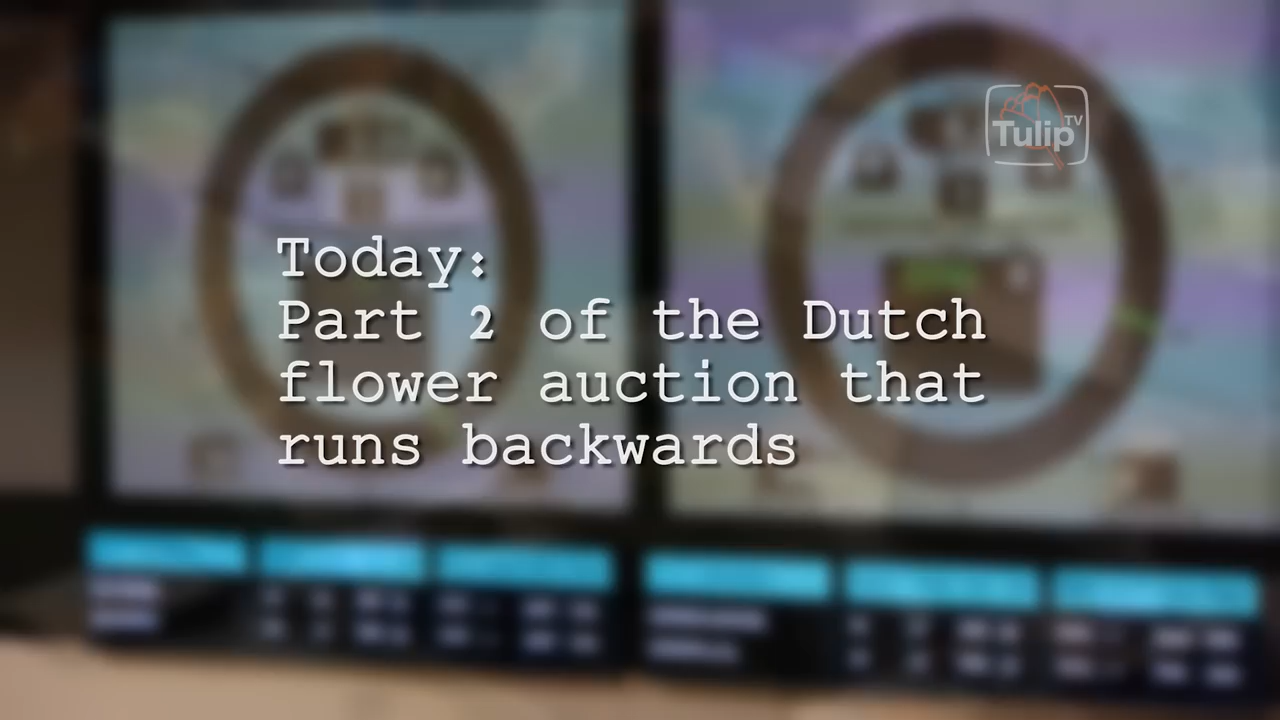 Tulip TV
Today:
Part 2 of the Dutch
flower auction that
runs backwards